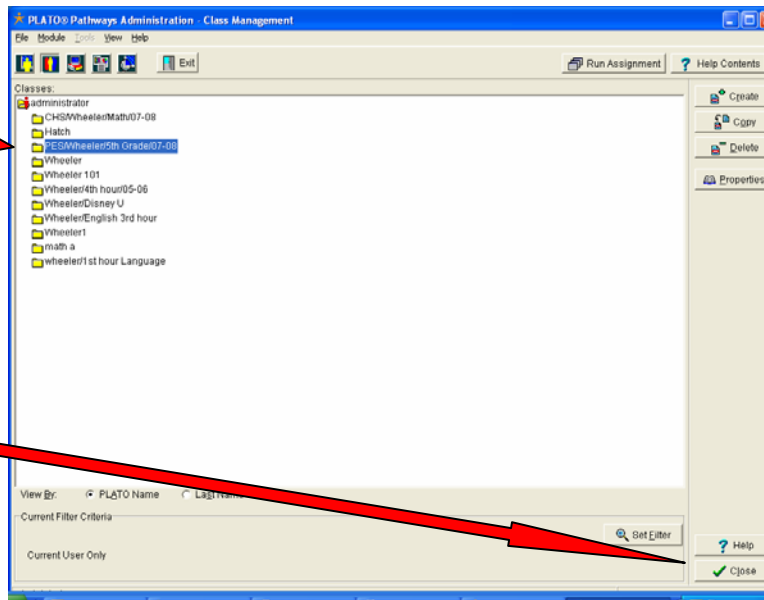 PLATO® Pathways Administration - Class Management
File Module Tools View Help
Exit
Run Assignment
? Help Contents
Classes:
administrator
CHS/Wheeler/Math/07-08
Hatch
PES/Wheeler/5th Grade/07-08
Wheeler
Wheeler 101
Wheeler/4th hour/05-06
Wheeler/Disney U
Wheeler/English 3rd hour
Wheeler1
math a
wheeler/1st hour Language
Create
Copy
Delete
Properties
View By: PLATO Name Last Name
Current Filter Criteria
Set Filter
Current User Only
? Help
Close